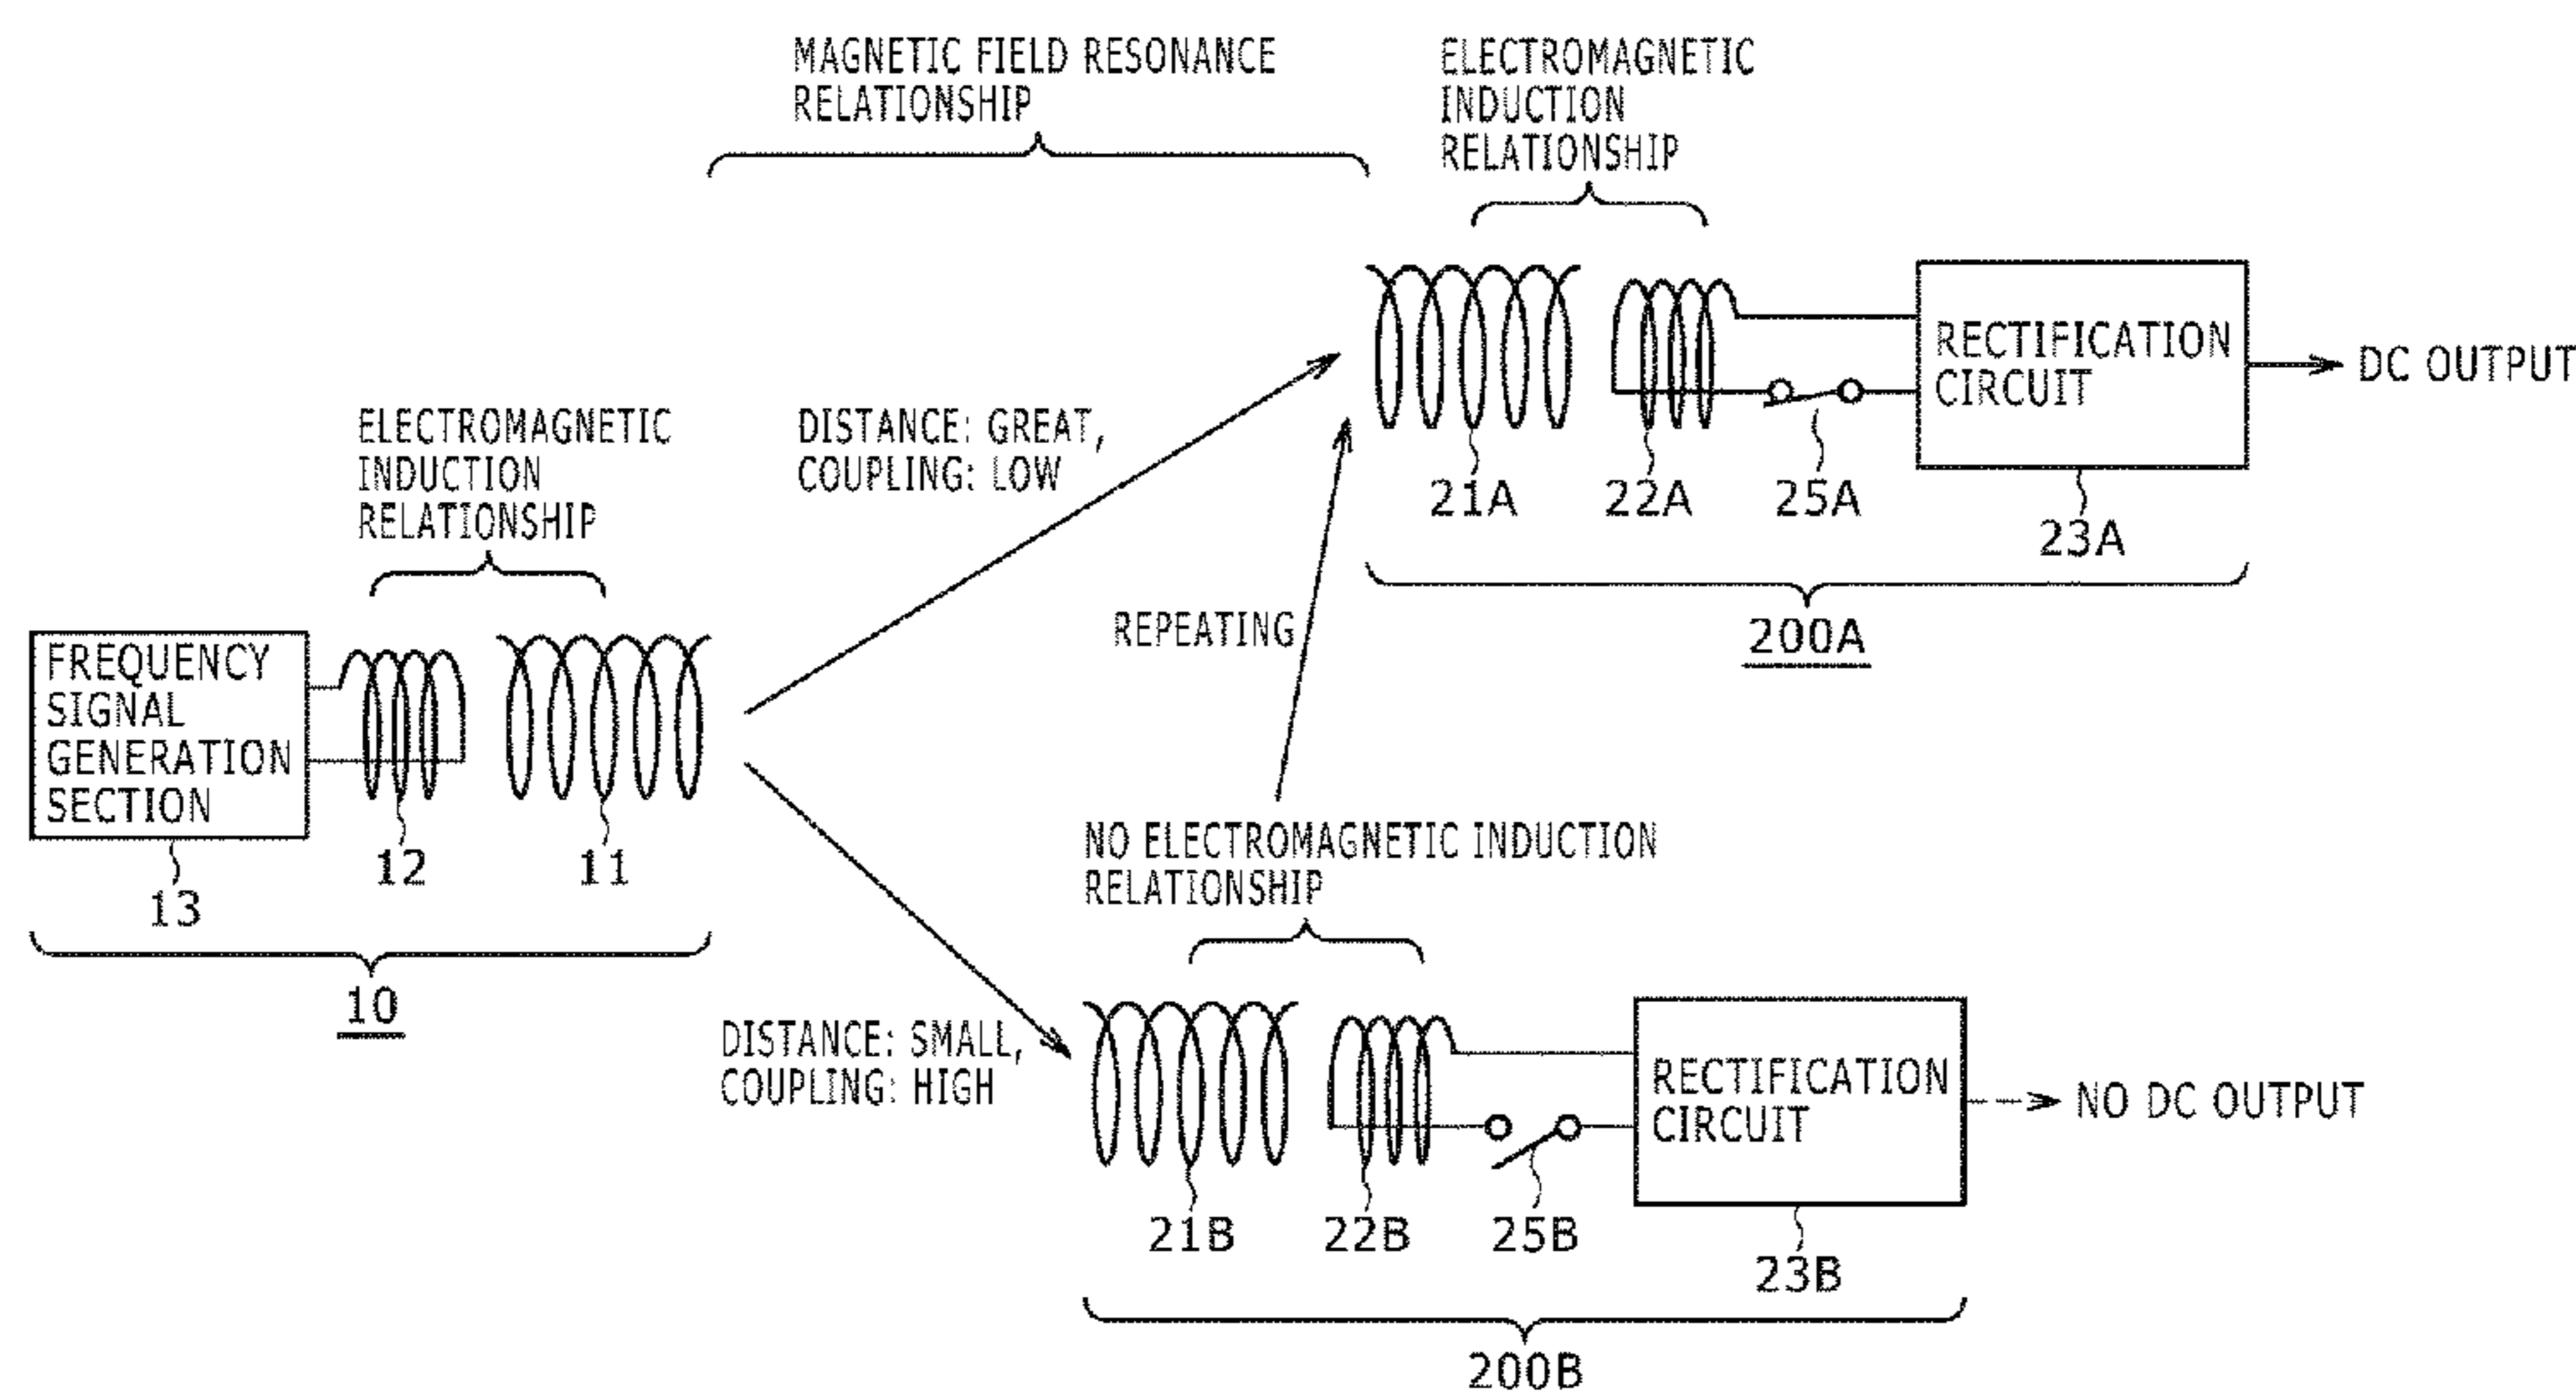 MAGNETIC FIELD RESONANCE
RELATIONSHIP
ELECTROMAGNETIC
INDUCTION
RELATIONSHIP
RECTIFICATION
CIRCUIT
DC OUTPUT
21A
22A
25A
23A
200A
DISTANCE: GREAT,
COUPLING: LOW
ELECTROMAGNETIC
INDUCTION
RELATIONSHIP
REPEATING
FREQUENCY
SIGNAL
GENERATION
SECTION
13
12
11
10
NO ELECTROMAGNETIC INDUCTION
RELATIONSHIP
DISTANCE: SMALL,
COUPLING: HIGH
RECTIFICATION
CIRCUIT
NO DC OUTPUT
21B
22B
25B
23B
200B